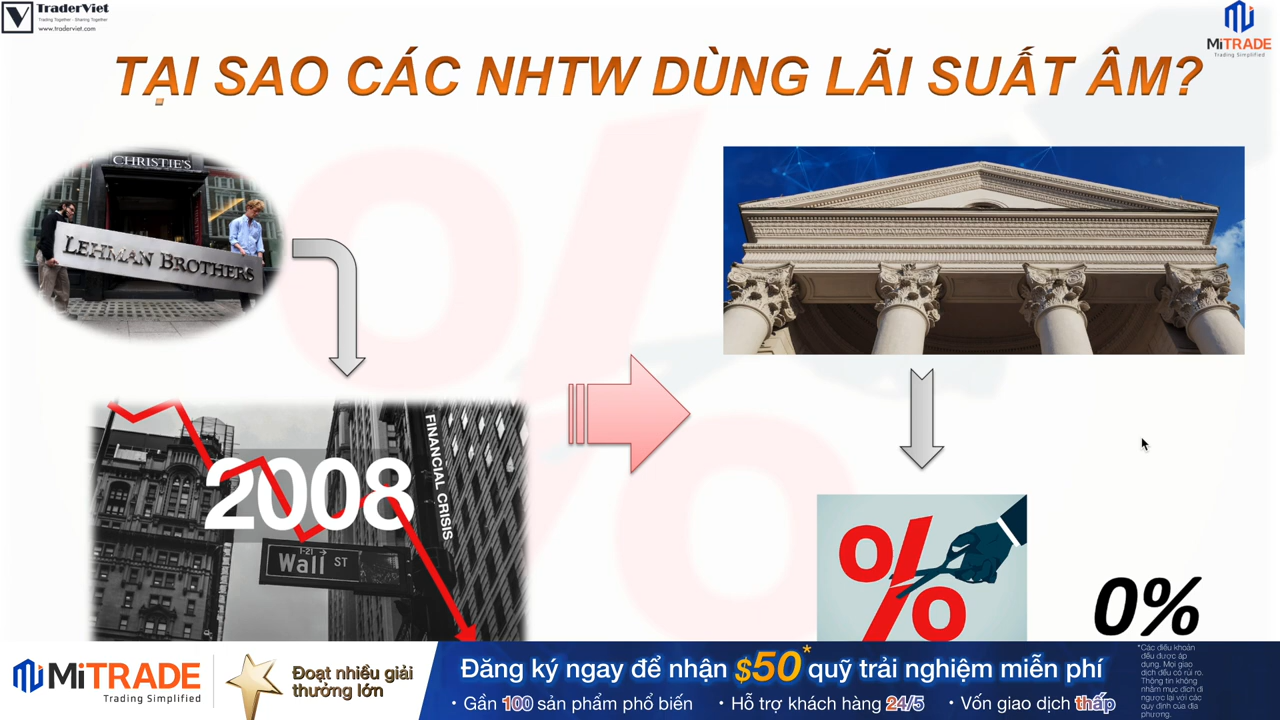 TraderViet
Trading Together - Sharing Together
www.traderviet.com
MiTRADE
Trading Simplified
TẠI SAO CÁC NHTW DÙNG LÃI SUẤT ÂM?
CHRISTIE'S
LEHMAN BROTHERS
FINANCIAL CRISIS
2008
1-21 →
Wall ST
%
0%
MiTRADE
Trading Simplified
Đoạt nhiều giải
thưởng lớn
Đăng ký ngay để nhận $50* quỹ trải nghiệm miễn phí
• Gần 100 sản phẩm phổ biến • Hỗ trợ khách hàng 24/5 • Vốn giao dịch thấp
*Các điều khoản
đều được áp
dụng. Mọi giao
dịch đều có rủi ro.
Thông tin không
nhằm mục đích đi
ngược lại với các
quy định của địa
phương.